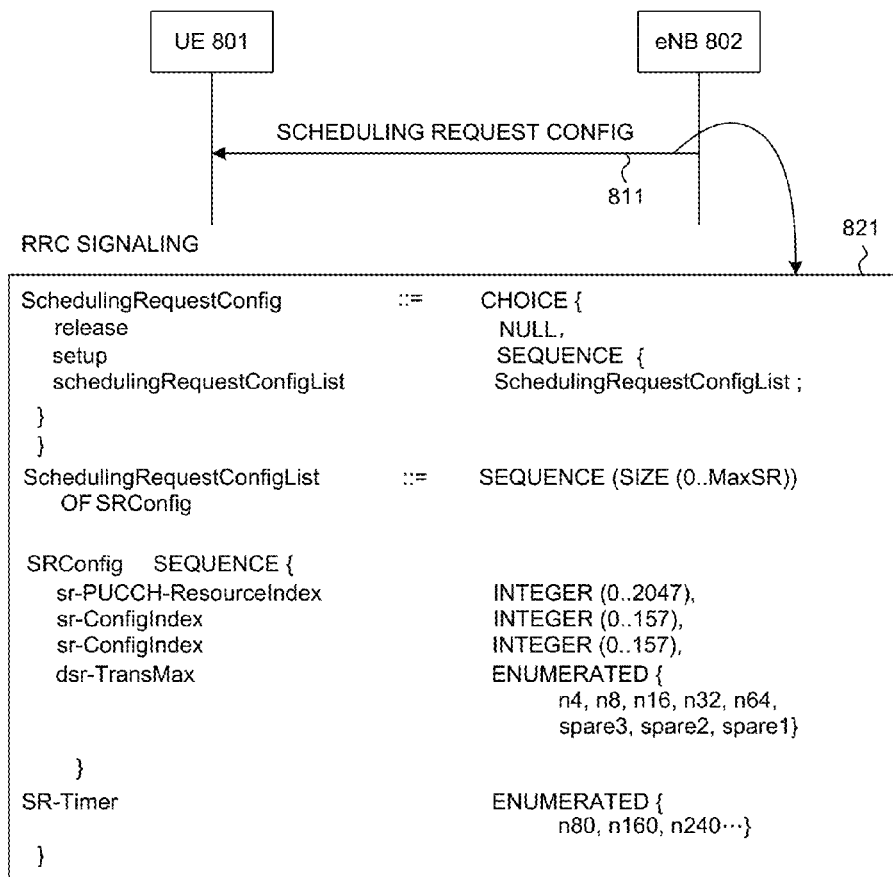 UE 801 eNB 802
SCHEDULING REQUEST CONFIG
811
RRC SIGNALING
821
SchedulingRequestConfig ::= CHOICE {
release NULL,
setup SEQUENCE {
schedulingRequestConfigList SchedulingRequestConfigList ;
}
}
SchedulingRequestConfigList ::= SEQUENCE (SIZE (0..MaxSR))
OF SRConfig
SRConfig SEQUENCE {
sr-PUCCH-ResourceIndex INTEGER (0..2047),
sr-ConfigIndex INTEGER (0..157),
sr-ConfigIndex INTEGER (0..157),
dsr-TransMax ENUMERATED {
n4, n8, n16, n32, n64,
spare3, spare2, spare1}
}
SR-Timer ENUMERATED {
n80, n160, n240···}
}